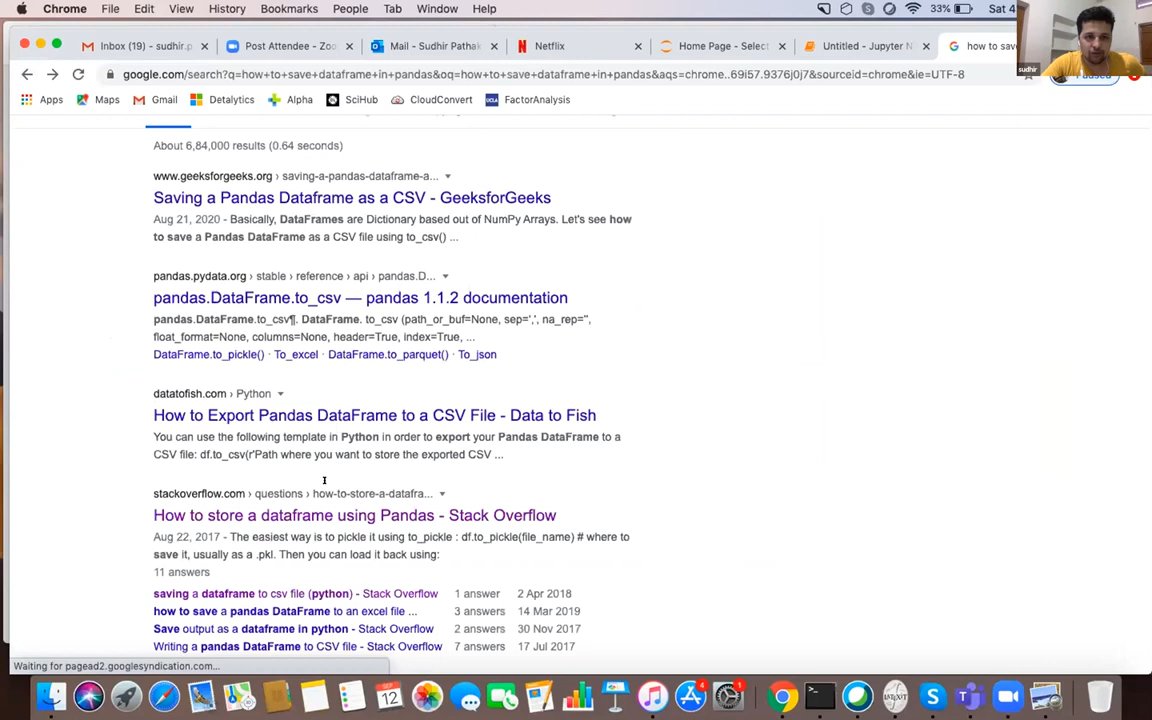 Chrome File Edit View History Bookmarks People Tab Window Help 33% Sat 4
Inbox (19) - sudhir.p Post Attendee - Zoo Mail - Sudhir Pathak Netflix Home Page - Select Untitled - Jupyter N how to save
google.com/search?q=how+to+save+dataframe+in+pandas&oq=how+to+save+dataframe+in+pandas&aqs=chrome..69i57.9376j0j7&sourceid=chrome&ie=UTF-8
sudhir
Paused
Apps Maps Gmail Detalytics Alpha SciHub CloudConvert UCLA FactorAnalysis
About 6,84,000 results (0.64 seconds)
www.geeksforgeeks.org › saving-a-pandas-dataframe-a...
Saving a Pandas Dataframe as a CSV - GeeksforGeeks
Aug 21, 2020 - Basically, DataFrames are Dictionary based out of NumPy Arrays. Let's see how
to save a Pandas DataFrame as a CSV file using to_csv() ...
pandas.pydata.org › stable › reference › api › pandas.D...
pandas.DataFrame.to_csv — pandas 1.1.2 documentation
pandas.DataFrame.to_csv¶. DataFrame. to_csv (path_or_buf=None, sep=',', na_rep='',
float_format=None, columns=None, header=True, index=True, ...
DataFrame.to_pickle() · To_excel · DataFrame.to_parquet() · To_json
datatofish.com › Python
How to Export Pandas DataFrame to a CSV File - Data to Fish
You can use the following template in Python in order to export your Pandas DataFrame to a
CSV file: df.to_csv(r'Path where you want to store the exported CSV ...
stackoverflow.com › questions › how-to-store-a-datafra...
How to store a dataframe using Pandas - Stack Overflow
Aug 22, 2017 - The easiest way is to pickle it using to_pickle : df.to_pickle(file_name) # where to
save it, usually as a .pkl. Then you can load it back using:
11 answers
saving a dataframe to csv file (python) - Stack Overflow 1 answer 2 Apr 2018
how to save a pandas DataFrame to an excel file ... 3 answers 14 Mar 2019
Save output as a dataframe in python - Stack Overflow 2 answers 30 Nov 2017
Writing a pandas DataFrame to CSV file - Stack Overflow 7 answers 17 Jul 2017
Waiting for pagead2.googlesyndication.com...
SEP
12
4
1